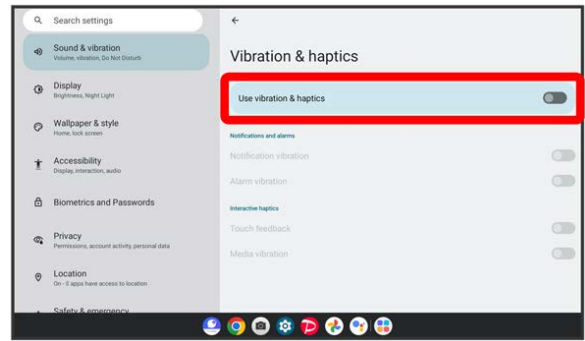 Search settings
Sound & vibration
Volume, vibration, Do Not Disturb
Display
Brightness, Night Light
Wallpaper & style
Home, lock screen
Accessibility
Display, interaction, audio
Biometrics and Passwords
Privacy
Permissions, account activity, personal data
Location
On - 0 apps have access to location
Safety & emergency
Vibration & haptics
Use vibration & haptics
Notifications and alarms
Notification vibration
Alarm vibration
Interactive haptics
Touch feedback
Media vibration